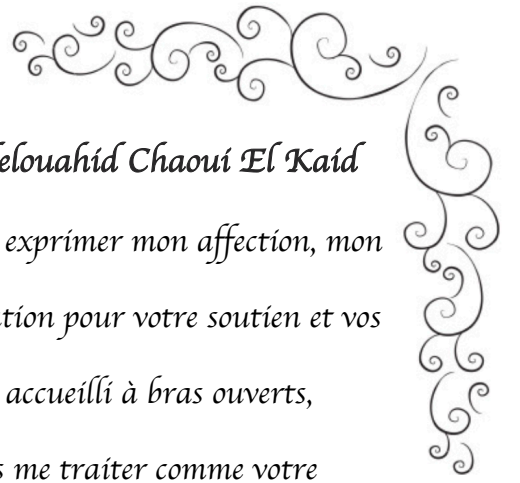 elouahid Chaoui El Kaid
exprimer mon affection, mon
tion pour votre soutien et vos
accueilli à bras ouverts,
s me traiter comme votre